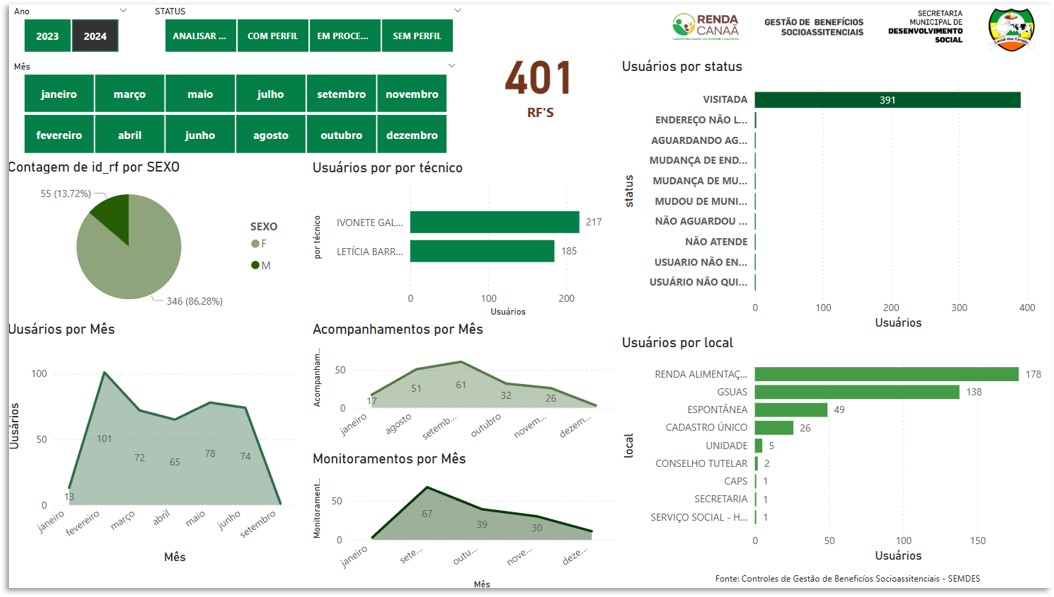 Ano
2023
2024
STATUS
ANALISAR ...
COM PERFIL
EM PROCE...
SEM PERFIL
Mês
janeiro
março
maio
julho
setembro
novembro
fevereiro
abril
junho
agosto
outubro
dezembro
401
RF'S
RENDA
CANAÃ
GESTÃO DE BENEFÍCIOS
SOCIOASSITENCIAIS
SECRETARIA
MUNICIPAL DE
DESENVOLVIMENTO
SOCIAL
Contagem de id_rf por SEXO
55 (13,72%)
346 (86,28%)
SEXO
F
M
Usuários por por técnico
por técnico
IVONETE GAL...
217
LETÍCIA BARR...
185
0
100
200
Usuários
Usuários por status
status
VISITADA
391
ENDEREÇO NÃO L...
AGUARDANDO AG...
MUDANÇA DE END...
MUDANÇA DE MU...
MUDOU DE MUNI...
NÃO AGUARDOU ...
NÃO ATENDE
USUARIO NÃO EN...
USUÁRIO NÃO QUI...
0
100
200
300
400
Usuários
Uusários por Mês
Uusários
100
50
0
13
101
72
65
78
74
janeiro
fevereiro
março
abril
maio
junho
setembro
Mês
Acompanhamentos por Mês
Acompanham...
50
0
17
51
61
32
26
janeiro
agosto
setemb...
outubro
novem...
dezem...
Monitoramentos por Mês
Monitorament...
50
0
67
39
30
janeiro
sete...
outu...
nove...
deze...
Mês
Usuários por local
local
RENDA ALIMENTAÇ...
178
GSUAS
138
ESPONTÂNEA
49
CADASTRO ÚNICO
26
UNIDADE
5
CONSELHO TUTELAR
2
CAPS
1
SECRETARIA
1
SERVIÇO SOCIAL - H...
1
0
50
100
150
Usuários
Fonte: Controles de Gestão de Benefícios Socioassitenciais - SEMDES